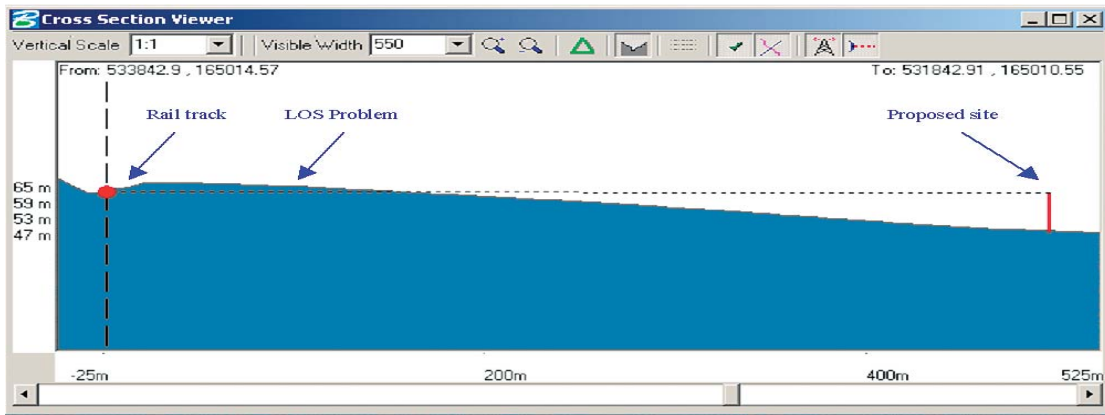 Cross Section Viewer
Vertical Scale 1:1 Visible Width 550
From: 533842.9 , 165014.57 To: 531842.91 , 165010.55
Rail track LOS Problem Proposed site
65 m
59 m
53 m
47 m
-25m 200m 400m 525m